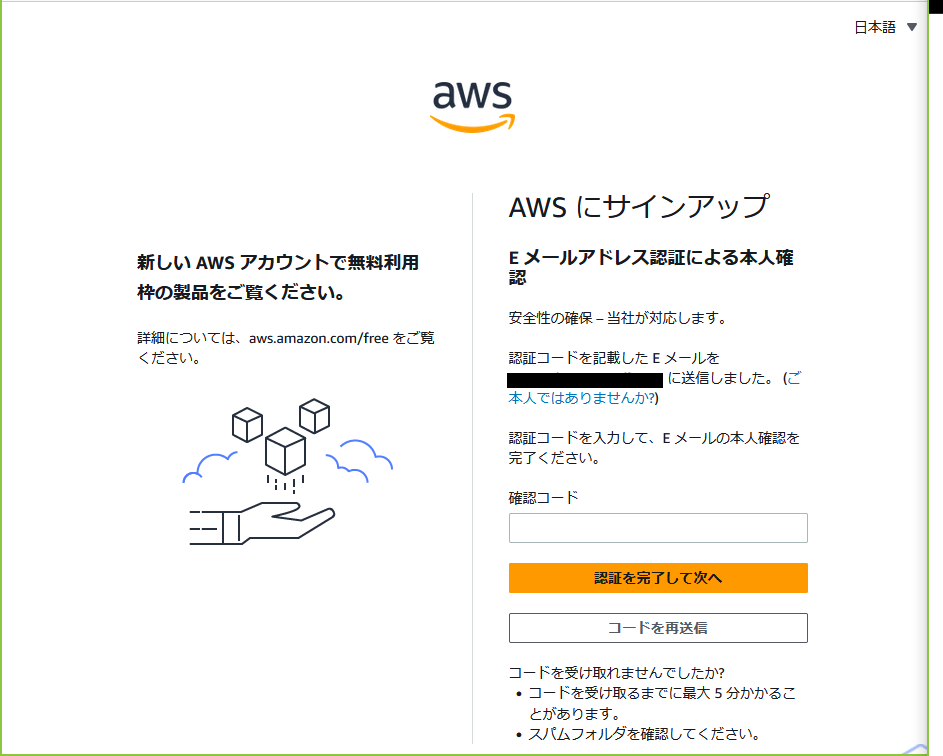 日本語 ▼
aws
新しい AWS アカウントで無料利用
枠の製品をご覧ください。
詳細については、aws.amazon.com/free をご覧
ください。
AWS にサインアップ
E メールアドレス認証による本人確
認
安全性の確保 – 当社が対応します。
認証コードを記載した E メールを
に送信しました。 (ご
本人ではありませんか?)
認証コードを入力して、E メールの本人確認を
完了ください。
確認コード
認証を完了して次へ
コードを再送信
コードを受け取れませんでしたか?
• コードを受け取るまでに最大 5 分かかるこ
とがあります。
• スパムフォルダを確認してください。